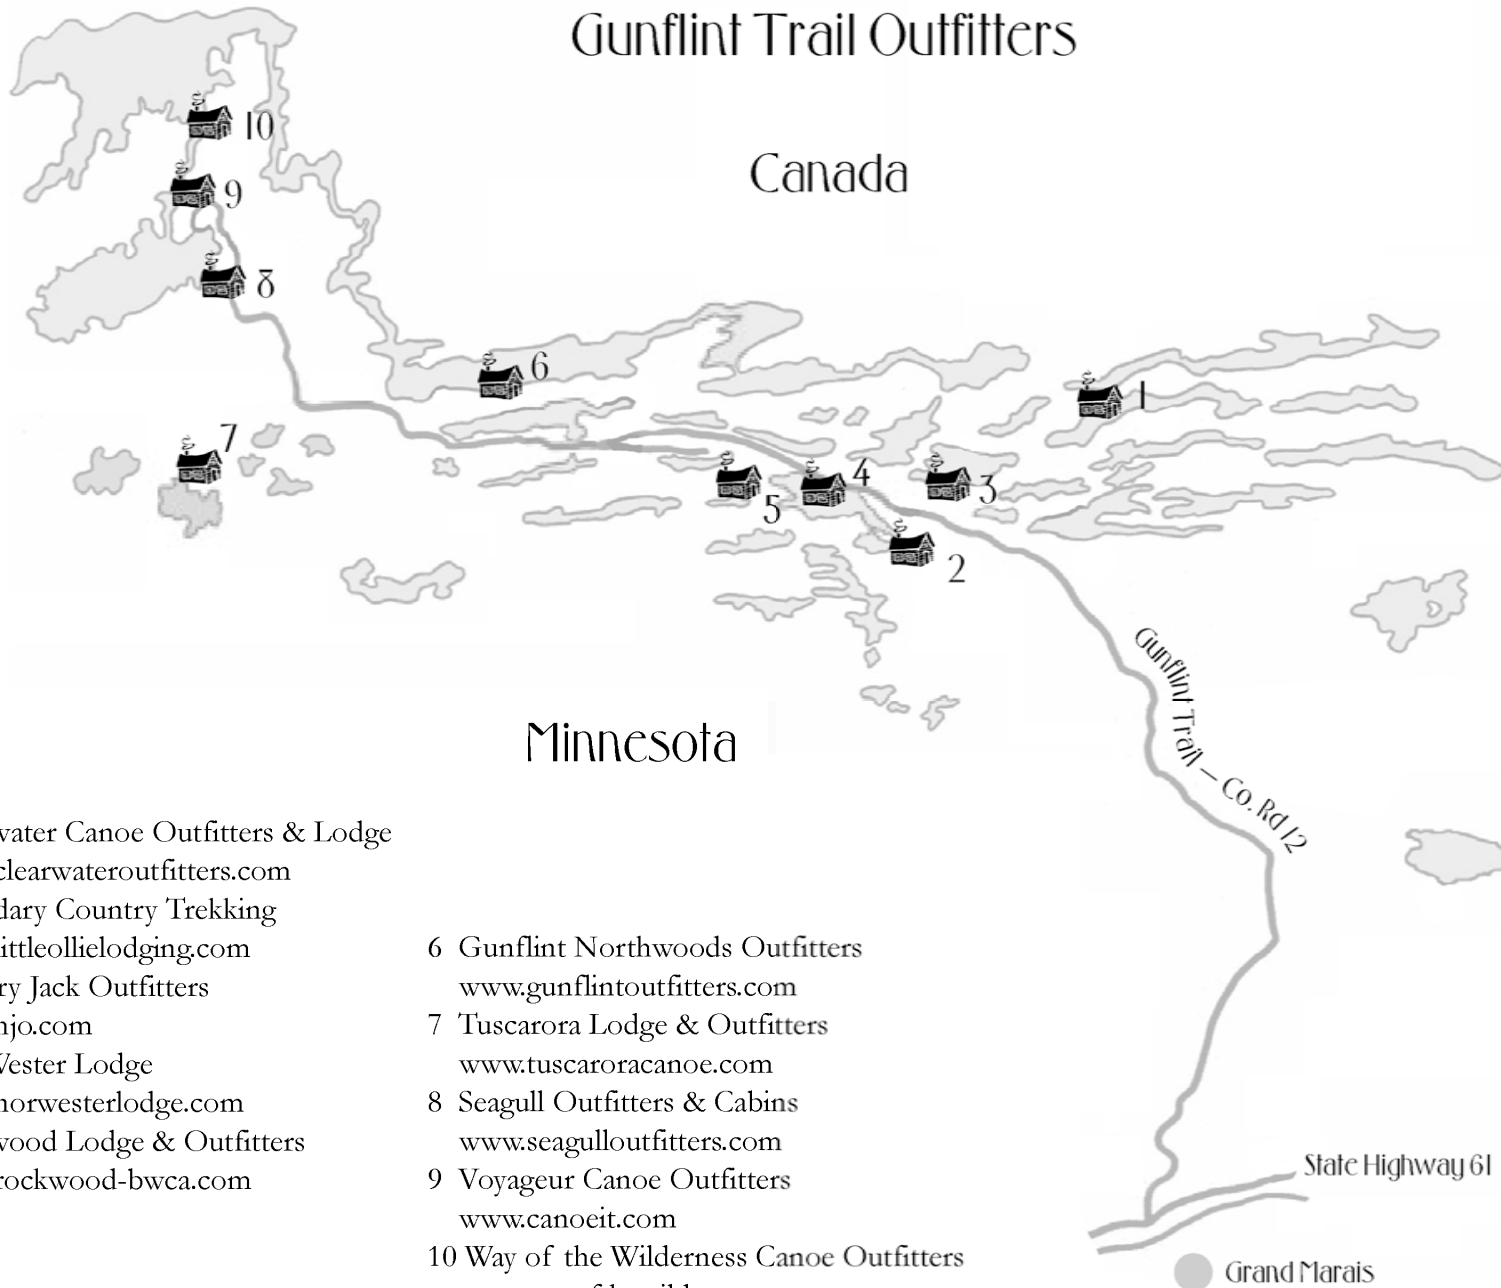 Gunflint Trail Outfitters
Canada
10
9
8
6
1
7
4
3
5
2
Gunflint Trail – Co. Rd 12
Minnesota
water Canoe Outfitters & Lodge
clearwateroutfitters.com
dary Country Trekking
ittleollielodging.com
ry Jack Outfitters
njo.com
Vester Lodge
norwesterlodge.com
wood Lodge & Outfitters
rockwood-bwca.com
6 Gunflint Northwoods Outfitters
www.gunflintoutfitters.com
7 Tuscarora Lodge & Outfitters
www.tuscaroracanoe.com
8 Seagull Outfitters & Cabins
www.seagulloutfitters.com
9 Voyageur Canoe Outfitters
www.canoeit.com
10 Way of the Wilderness Canoe Outfitters
State Highway 61
Grand Marais